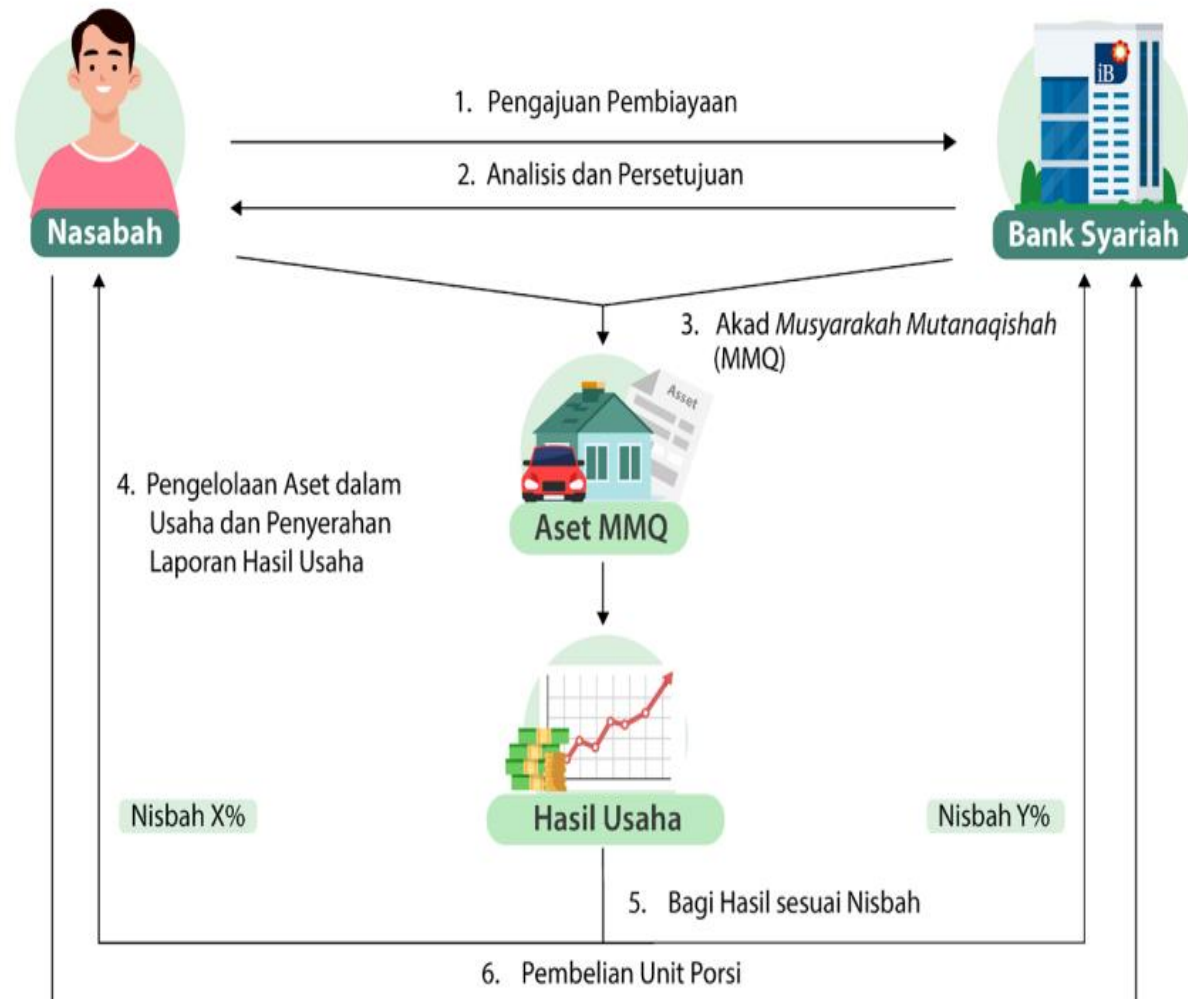 iB
1. Pengajuan Pembiayaan
2. Analisis dan Persetujuan
Nasabah
Bank Syariah
3. Akad Musyarakah Mutanaqishah
(MMQ)
Asset
4. Pengelolaan Aset dalam
Usaha dan Penyerahan
Laporan Hasil Usaha
Aset MMQ
Nisbah X%
Hasil Usaha
Nisbah Y%
5. Bagi Hasil sesuai Nisbah
6. Pembelian Unit Porsi